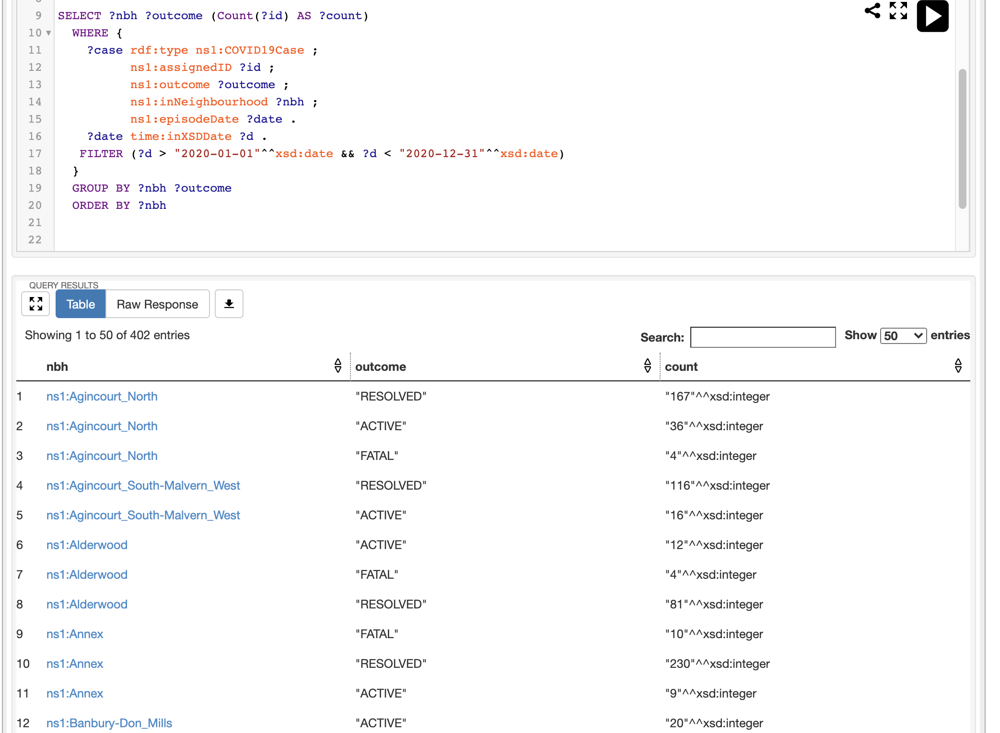 9 SELECT ?nbh ?outcome (Count(?id) AS ?count)
10 WHERE {
11 ?case rdf:type ns1:COVID19Case ;
12 ns1:assignedID ?id ;
13 ns1:outcome ?outcome ;
14 ns1:inNeighbourhood ?nbh ;
15 ns1:episodeDate ?date .
16 ?date time:inXSDDate ?d .
17 FILTER (?d > "2020-01-01"^^xsd:date && ?d < "2020-12-31"^^xsd:date)
18 }
19 GROUP BY ?nbh ?outcome
20 ORDER BY ?nbh
21
22
QUERY RESULTS
Table Raw Response
Showing 1 to 50 of 402 entries Search: Show 50 entries
nbh outcome count
1 ns1:Agincourt_North "RESOLVED" "167"^^xsd:integer
2 ns1:Agincourt_North "ACTIVE" "36"^^xsd:integer
3 ns1:Agincourt_North "FATAL" "4"^^xsd:integer
4 ns1:Agincourt_South-Malvern_West "RESOLVED" "116"^^xsd:integer
5 ns1:Agincourt_South-Malvern_West "ACTIVE" "16"^^xsd:integer
6 ns1:Alderwood "ACTIVE" "12"^^xsd:integer
7 ns1:Alderwood "FATAL" "4"^^xsd:integer
8 ns1:Alderwood "RESOLVED" "81"^^xsd:integer
9 ns1:Annex "FATAL" "10"^^xsd:integer
10 ns1:Annex "RESOLVED" "230"^^xsd:integer
11 ns1:Annex "ACTIVE" "9"^^xsd:integer
12 ns1:Banbury-Don_Mills "ACTIVE" "20"^^xsd:integer